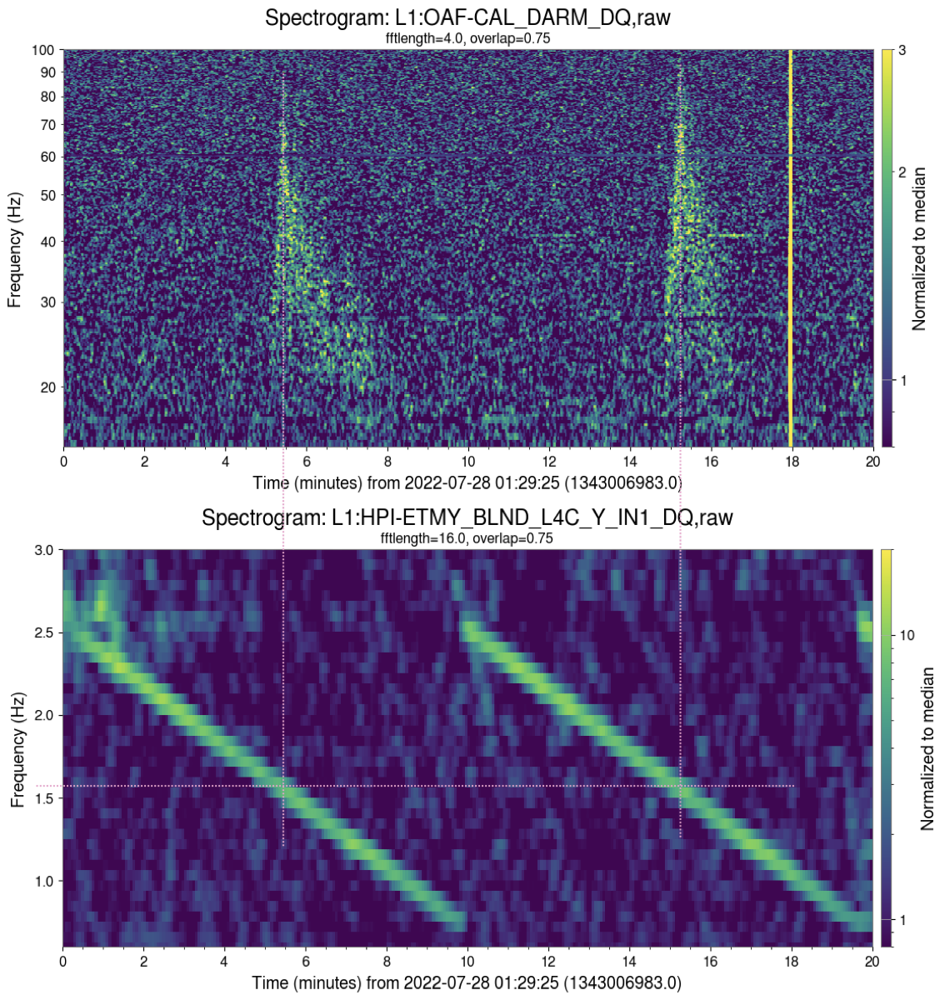 Spectrogram: L1:OAF-CAL_DARM_DQ,raw
fftlength=4.0, overlap=0.75
100
90
80
70
60
50
40
30
20
Frequency (Hz)
0 2 4 6 8 10 12 14 16 18 20
Time (minutes) from 2022-07-28 01:29:25 (1343006983.0)
3
2
1
Normalized to median
Spectrogram: L1:HPI-ETMY_BLND_L4C_Y_IN1_DQ,raw
fftlength=16.0, overlap=0.75
3.0
2.5
2.0
1.5
1.0
Frequency (Hz)
0 2 4 6 8 10 12 14 16 18 20
Time (minutes) from 2022-07-28 01:29:25 (1343006983.0)
10
1
Normalized to median